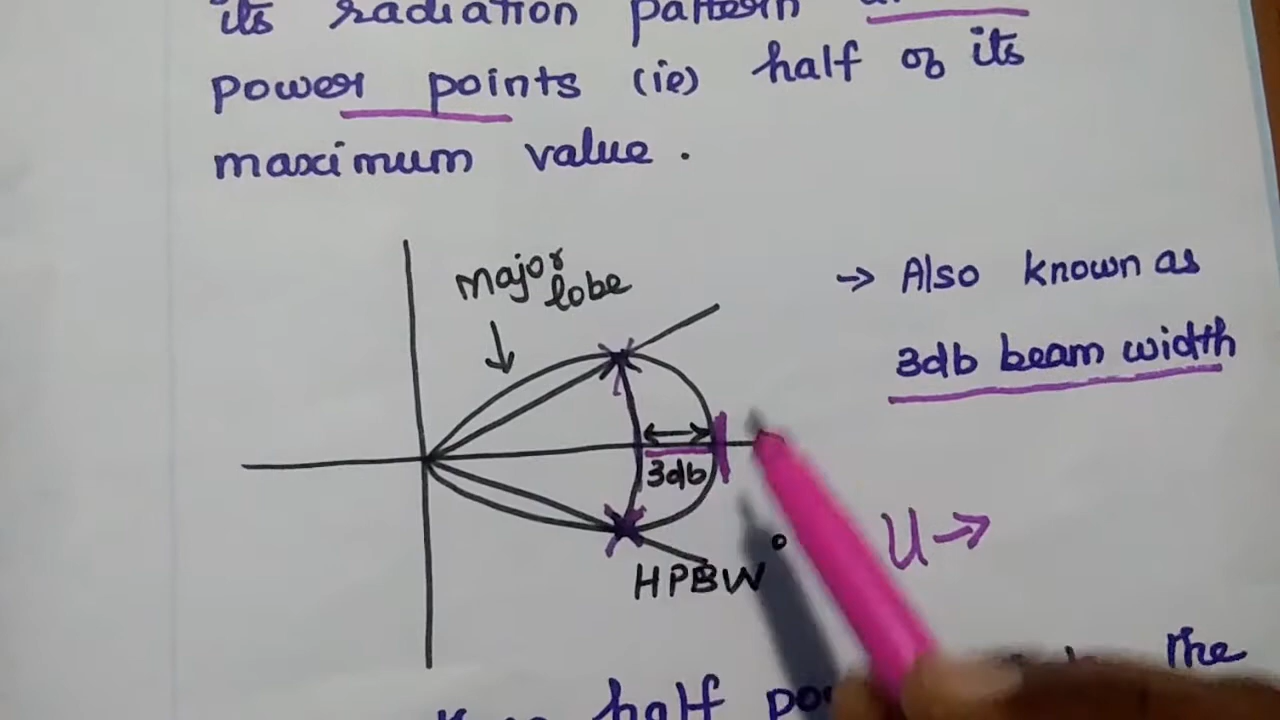 its radiation pattern
power points (ie) half of its
maximum value.
major
lobe
→ Also known as
3db beam width
3db
HPBW
U →
the
half